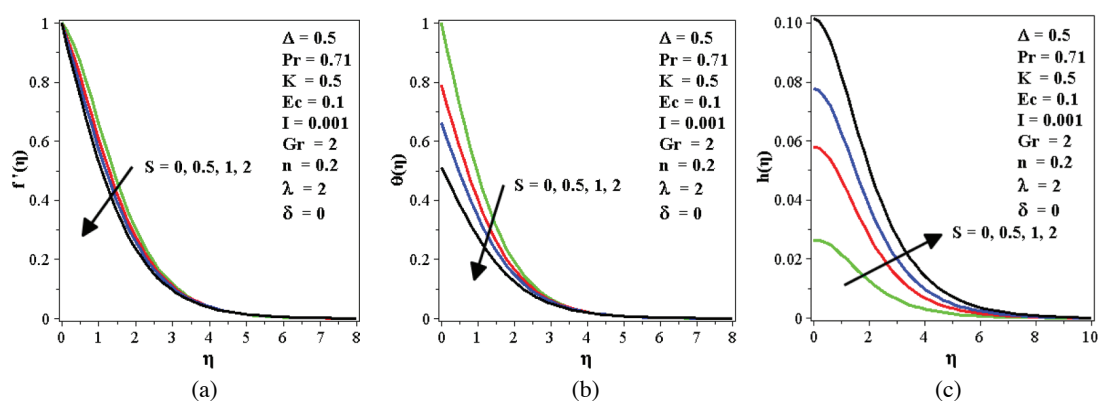 1
0.8
0.6
0.4
0.2
0
0 1 2 3 4 5 6 7 8
f '(η)
η
Δ = 0.5
Pr = 0.71
K = 0.5
Ec = 0.1
I = 0.001
Gr = 2
n = 0.2
λ = 2
δ = 0
S = 0, 0.5, 1, 2
(a)
1
0.8
0.6
0.4
0.2
0
0 1 2 3 4 5 6 7 8
θ(η)
η
Δ = 0.5
Pr = 0.71
K = 0.5
Ec = 0.1
I = 0.001
Gr = 2
n = 0.2
λ = 2
δ = 0
S = 0, 0.5, 1, 2
(b)
0.10
0.08
0.06
0.04
0.02
0
0 2 4 6 8 10
h(η)
η
Δ = 0.5
Pr = 0.71
K = 0.5
Ec = 0.1
I = 0.001
Gr = 2
n = 0.2
λ = 2
δ = 0
S = 0, 0.5, 1, 2
(c)